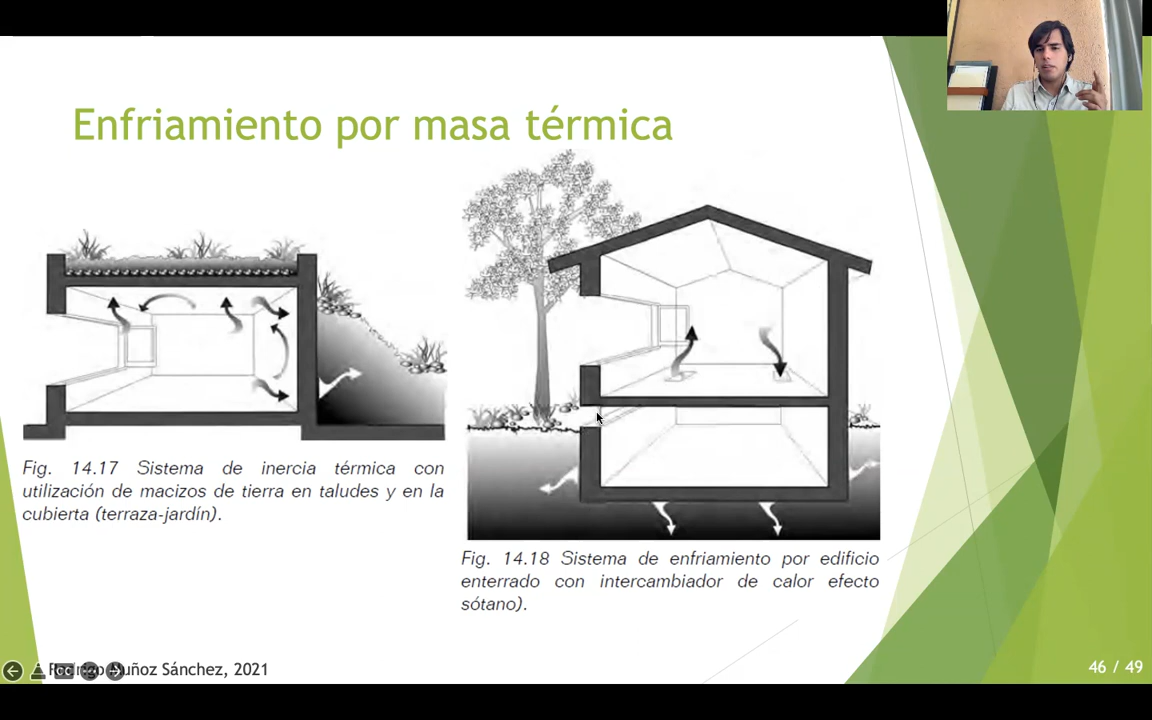 Enfriamiento por masa térmica
Fig. 14.17 Sistema de inercia térmica con
utilización de macizos de tierra en taludes y en la
cubierta (terraza-jardín).
Fig. 14.18 Sistema de enfriamiento por edificio
enterrado con intercambiador de calor efecto
sótano).
Rodrigo Muñoz Sánchez, 2021
46 / 49